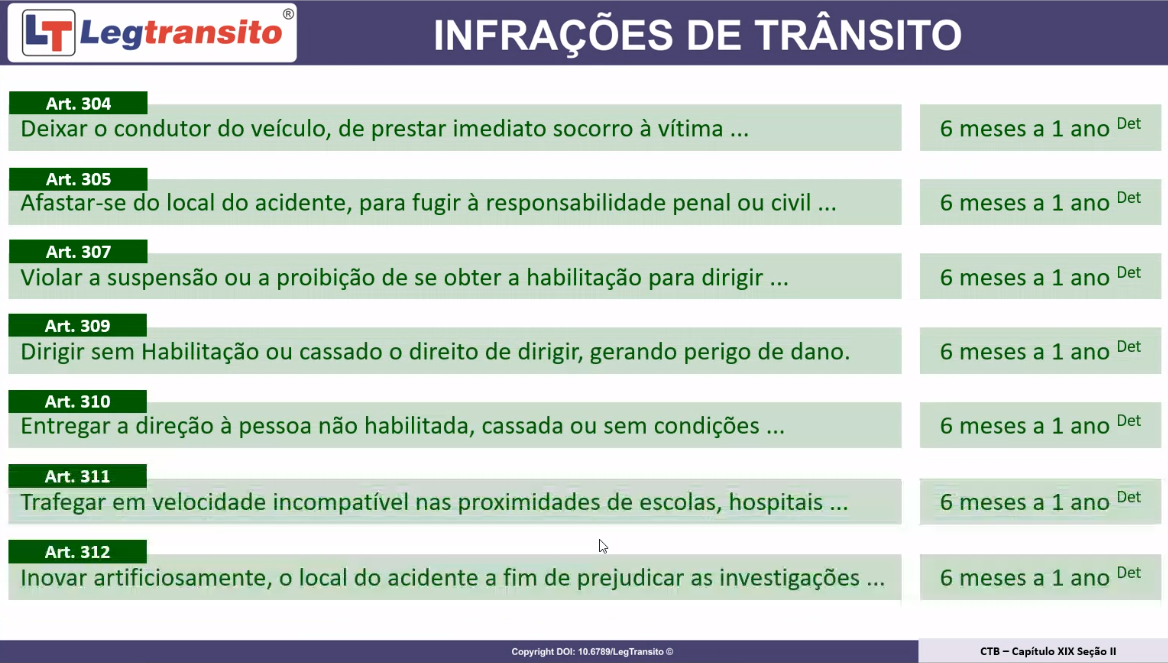 LT Legtransito ®
INFRAÇÕES DE TRÂNSITO
Art. 304
Deixar o condutor do veículo, de prestar imediato socorro à vítima ...
6 meses a 1 ano Det
Art. 305
Afastar-se do local do acidente, para fugir à responsabilidade penal ou civil ...
6 meses a 1 ano Det
Art. 307
Violar a suspensão ou a proibição de se obter a habilitação para dirigir ...
6 meses a 1 ano Det
Art. 309
Dirigir sem Habilitação ou cassado o direito de dirigir, gerando perigo de dano.
6 meses a 1 ano Det
Art. 310
Entregar a direção à pessoa não habilitada, cassada ou sem condições ...
6 meses a 1 ano Det
Art. 311
Trafegar em velocidade incompatível nas proximidades de escolas, hospitais ...
6 meses a 1 ano Det
Art. 312
Inovar artificiosamente, o local do acidente a fim de prejudicar as investigações ...
6 meses a 1 ano Det
Copyright DOI: 10.6789/LegTransito ©
CTB – Capítulo XIX Seção II